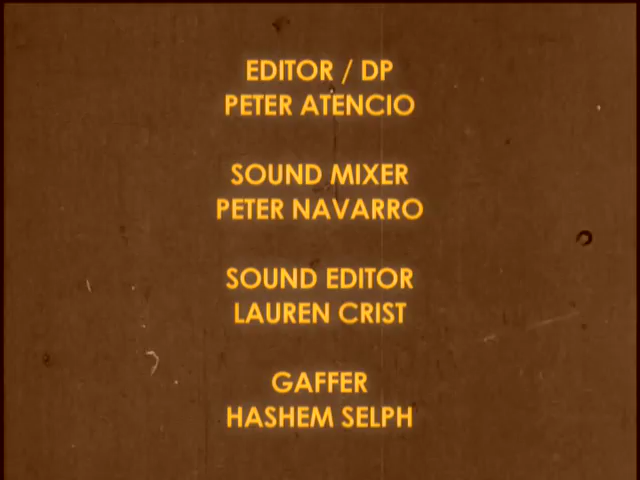 EDITOR / DP
PETER ATENCIO
SOUND MIXER
PETER NAVARRO
SOUND EDITOR
LAUREN CRIST
GAFFER
HASHEM SELPH